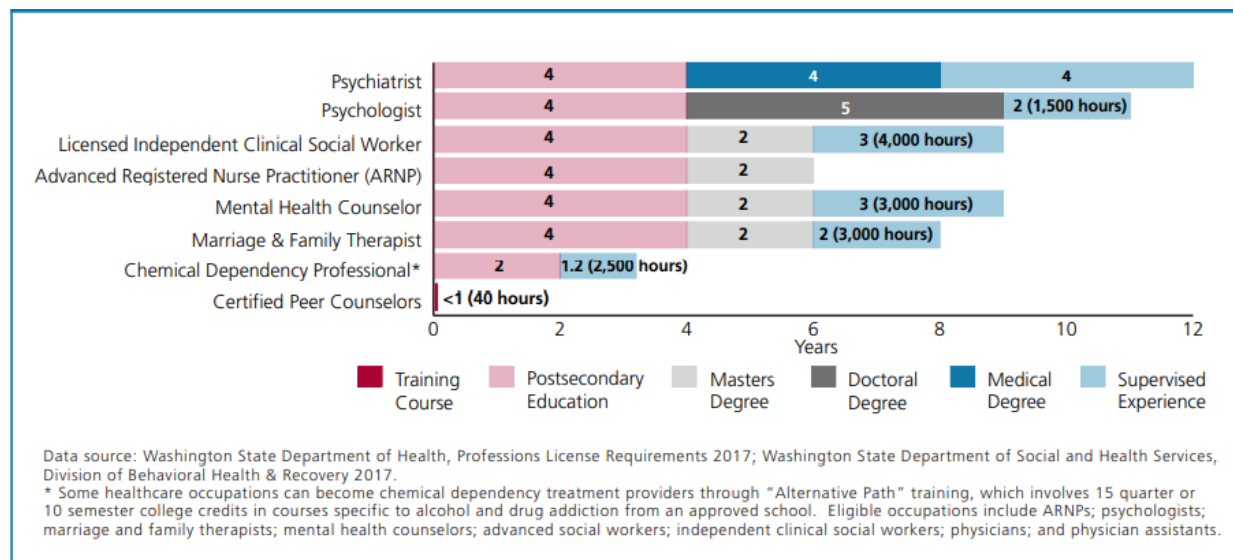 Psychiatrist 4 4 4
Psychologist 4 5 2 (1,500 hours)
Licensed Independent Clinical Social Worker 4 2 3 (4,000 hours)
Advanced Registered Nurse Practitioner (ARNP) 4 2
Mental Health Counselor 4 2 3 (3,000 hours)
Marriage & Family Therapist 4 2 2 (3,000 hours)
Chemical Dependency Professional* 2 1.2 (2,500 hours)
Certified Peer Counselors <1 (40 hours)
0 2 4 6 8 10 12
Years
Training Postsecondary Masters Doctoral Medical Supervised
Course Education Degree Degree Degree Experience
Data source: Washington State Department of Health, Professions License Requirements 2017; Washington State Department of Social and Health Services,
Division of Behavioral Health & Recovery 2017.
* Some healthcare occupations can become chemical dependency treatment providers through "Alternative Path" training, which involves 15 quarter or
10 semester college credits in courses specific to alcohol and drug addiction from an approved school. Eligible occupations include ARNPs; psychologists;
marriage and family therapists; mental health counselors; advanced social workers; independent clinical social workers; physicians; and physician assistants.